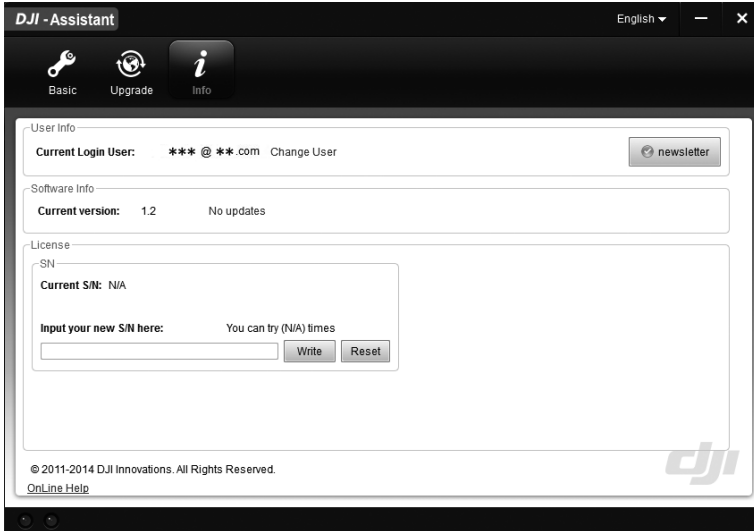 DJI - Assistant
English
Basic
Upgrade
Info
User Info
Current Login User: *** @ **.com Change User
newsletter
Software Info
Current version: 1.2 No updates
License
SN
Current S/N: N/A
Input your new S/N here: You can try (N/A) times
Write Reset
dji
© 2011-2014 DJI Innovations. All Rights Reserved.
OnLine Help